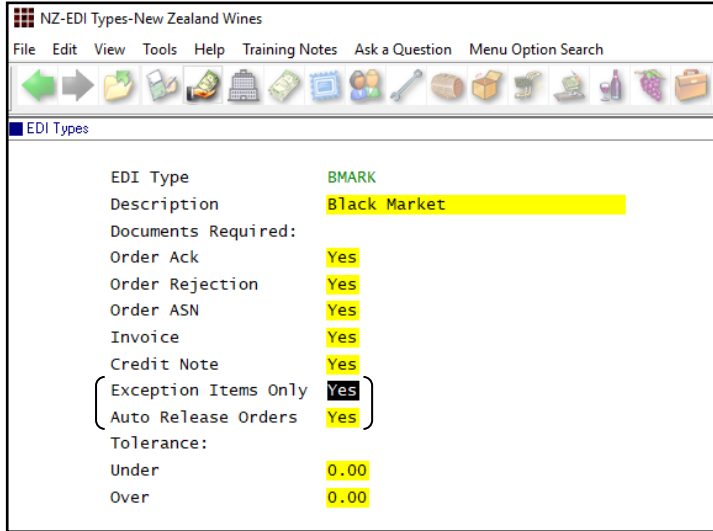 NZ-EDI Types-New Zealand Wines
File Edit View Tools Help Training Notes Ask a Question Menu Option Search
EDI Types
EDI Type BMARK
Description Black Market
Documents Required:
Order Ack Yes
Order Rejection Yes
Order ASN Yes
Invoice Yes
Credit Note Yes
Exception Items Only Yes
Auto Release Orders Yes
Tolerance:
Under 0.00
Over 0.00